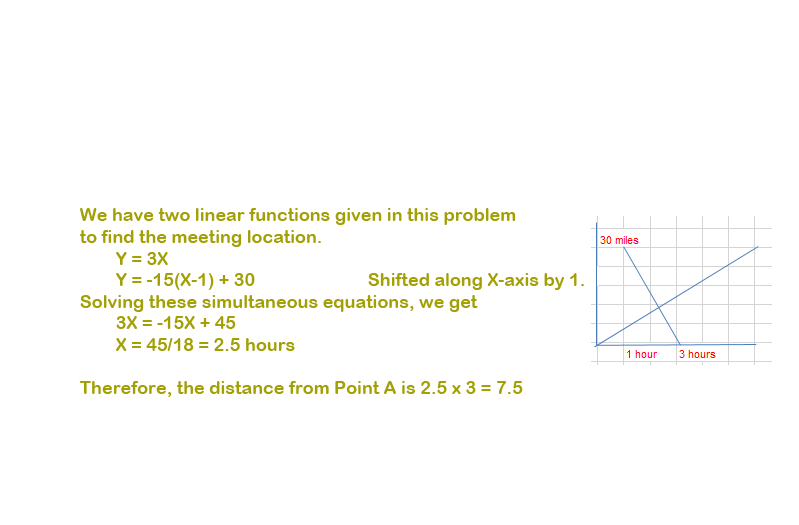 We have two linear functions given in this problem
to find the meeting location.
Y = 3X
Y = -15(X-1) + 30 Shifted along X-axis by 1.
Solving these simultaneous equations, we get
3X = -15X + 45
X = 45/18 = 2.5 hours
Therefore, the distance from Point A is 2.5 x 3 = 7.5
30 miles
1 hour 3 hours